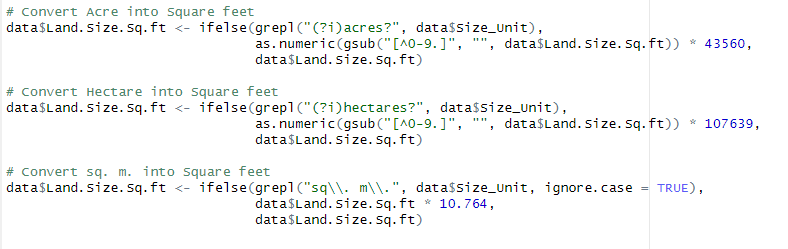 # Convert Acre into Square feet
data$Land.Size.Sq.ft <- ifelse(grepl("(?i)acres?", data$Size_Unit),
as.numeric(gsub("[^0-9.]", "", data$Land.Size.Sq.ft)) * 43560,
data$Land.Size.Sq.ft)
# Convert Hectare into Square feet
data$Land.Size.Sq.ft <- ifelse(grepl("(?i)hectares?", data$Size_Unit),
as.numeric(gsub("[^0-9.]", "", data$Land.Size.Sq.ft)) * 107639,
data$Land.Size.Sq.ft)
# Convert sq. m. into Square feet
data$Land.Size.Sq.ft <- ifelse(grepl("sq\\. m\\.", data$Size_Unit, ignore.case = TRUE),
data$Land.Size.Sq.ft * 10.764,
data$Land.Size.Sq.ft)